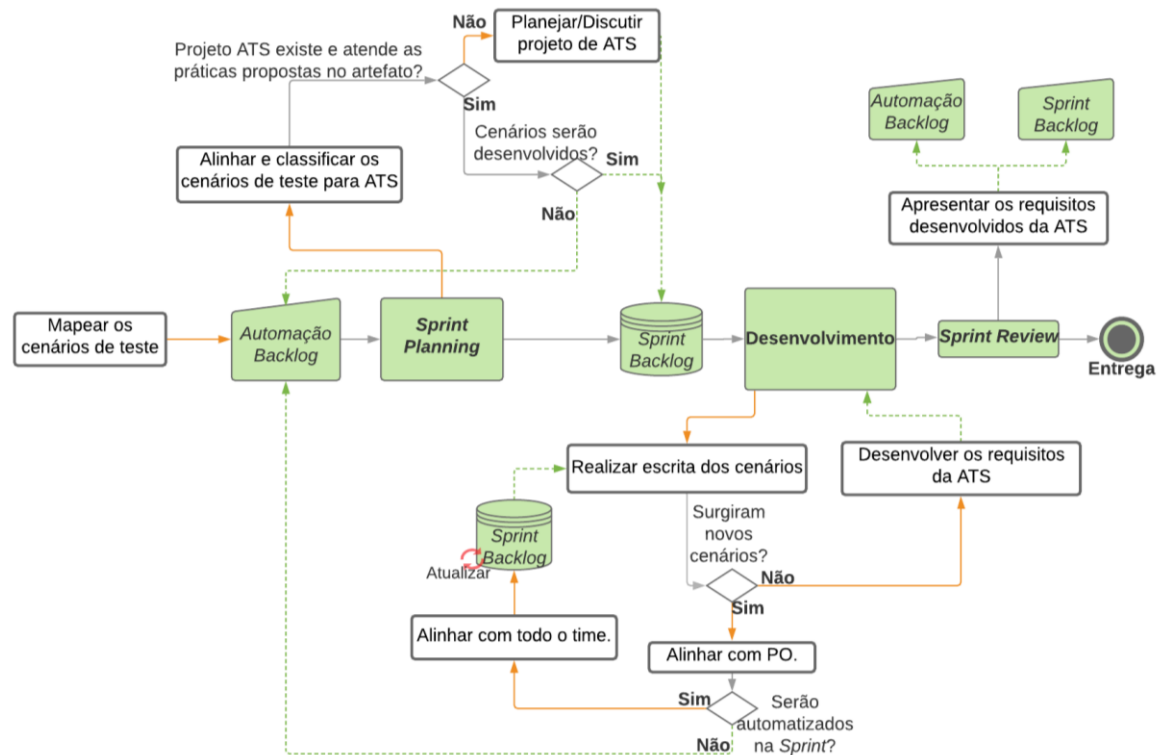 Não
Planejar/Discutir
projeto de ATS
Projeto ATS existe e atende as
práticas propostas no artefato?
Sim
Cenários serão
desenvolvidos?
Sim
Não
Alinhar e classificar os
cenários de teste para ATS
Automação
Backlog
Sprint
Backlog
Apresentar os requisitos
desenvolvidos da ATS
Mapear os
cenários de teste
Automação
Backlog
Sprint
Planning
Sprint
Backlog
Desenvolvimento
Sprint Review
Entrega
Realizar escrita dos cenários
Desenvolver os requisitos
da ATS
Sprint
Backlog
Atualizar
Surgiram
novos
cenários?
Não
Sim
Alinhar com todo o time.
Alinhar com PO.
Sim
Não
Serão
automatizados
na Sprint?